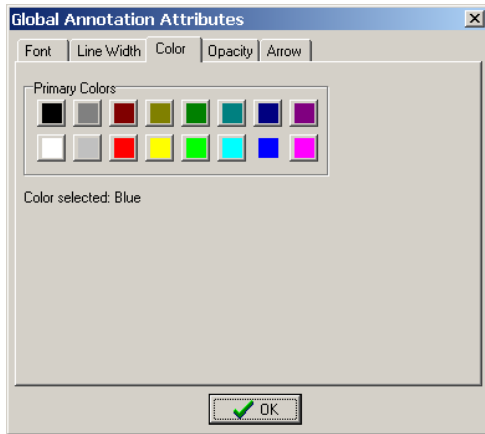 Global Annotation Attributes
Font Line Width Color Opacity Arrow
Primary Colors
Color selected: Blue
OK